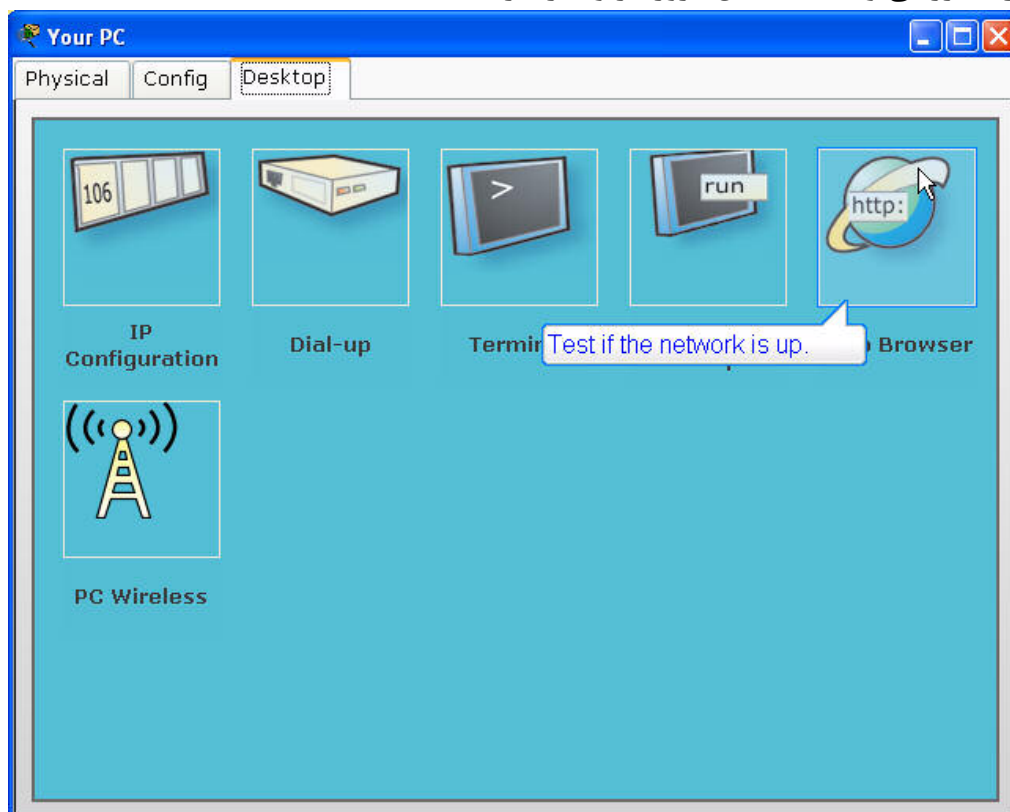 Your PC
Physical Config Desktop
106
>
run
http:
IP
Configuration
Dial-up
Termin
Test if the network is up.
Browser
PC Wireless